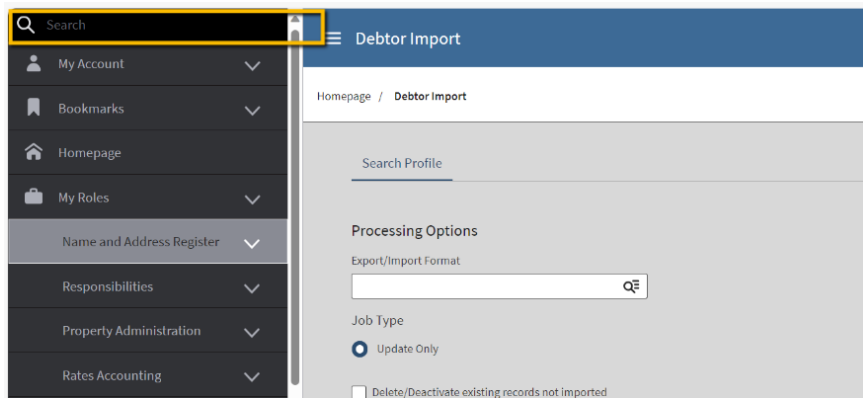 Search
My Account
Bookmarks
Homepage
My Roles
Name and Address Register
Responsibilities
Property Administration
Rates Accounting
Debtor Import
Homepage / Debtor Import
Search Profile
Processing Options
Export/Import Format
Job Type
Update Only
Delete/Deactivate existing records not imported